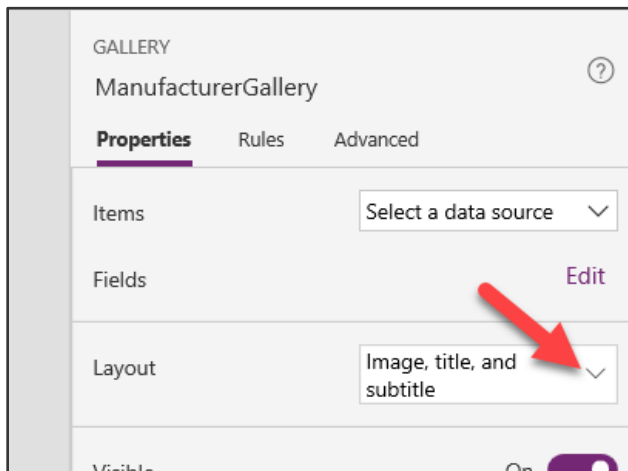 GALLERY
ManufacturerGallery
?
Properties Rules Advanced
Items Select a data source
Fields Edit
Layout Image, title, and
subtitle
Visible On